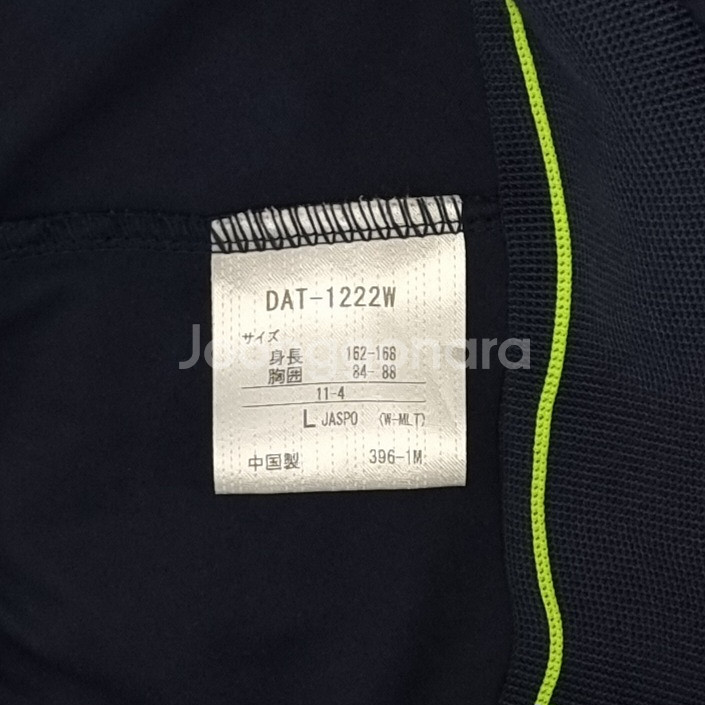 DAT-1222W
サイズ
身長 162-168
胸囲 84-88
11-4
L JASPO (W-MLT)
中国製 396-1M
Joonggonara